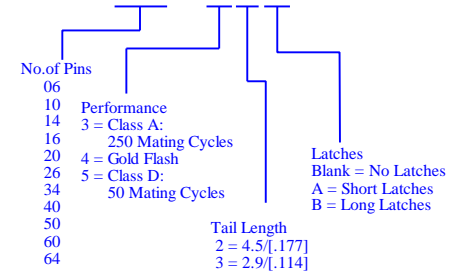 No.of Pins
06
10
14
16
20
26
34
40
50
60
64
Performance
3 = Class A:
250 Mating Cycles
4 = Gold Flash
5 = Class D:
50 Mating Cycles
Tail Length
2 = 4.5/[.177]
3 = 2.9/[.114]
Latches
Blank = No Latches
A = Short Latches
B = Long Latches